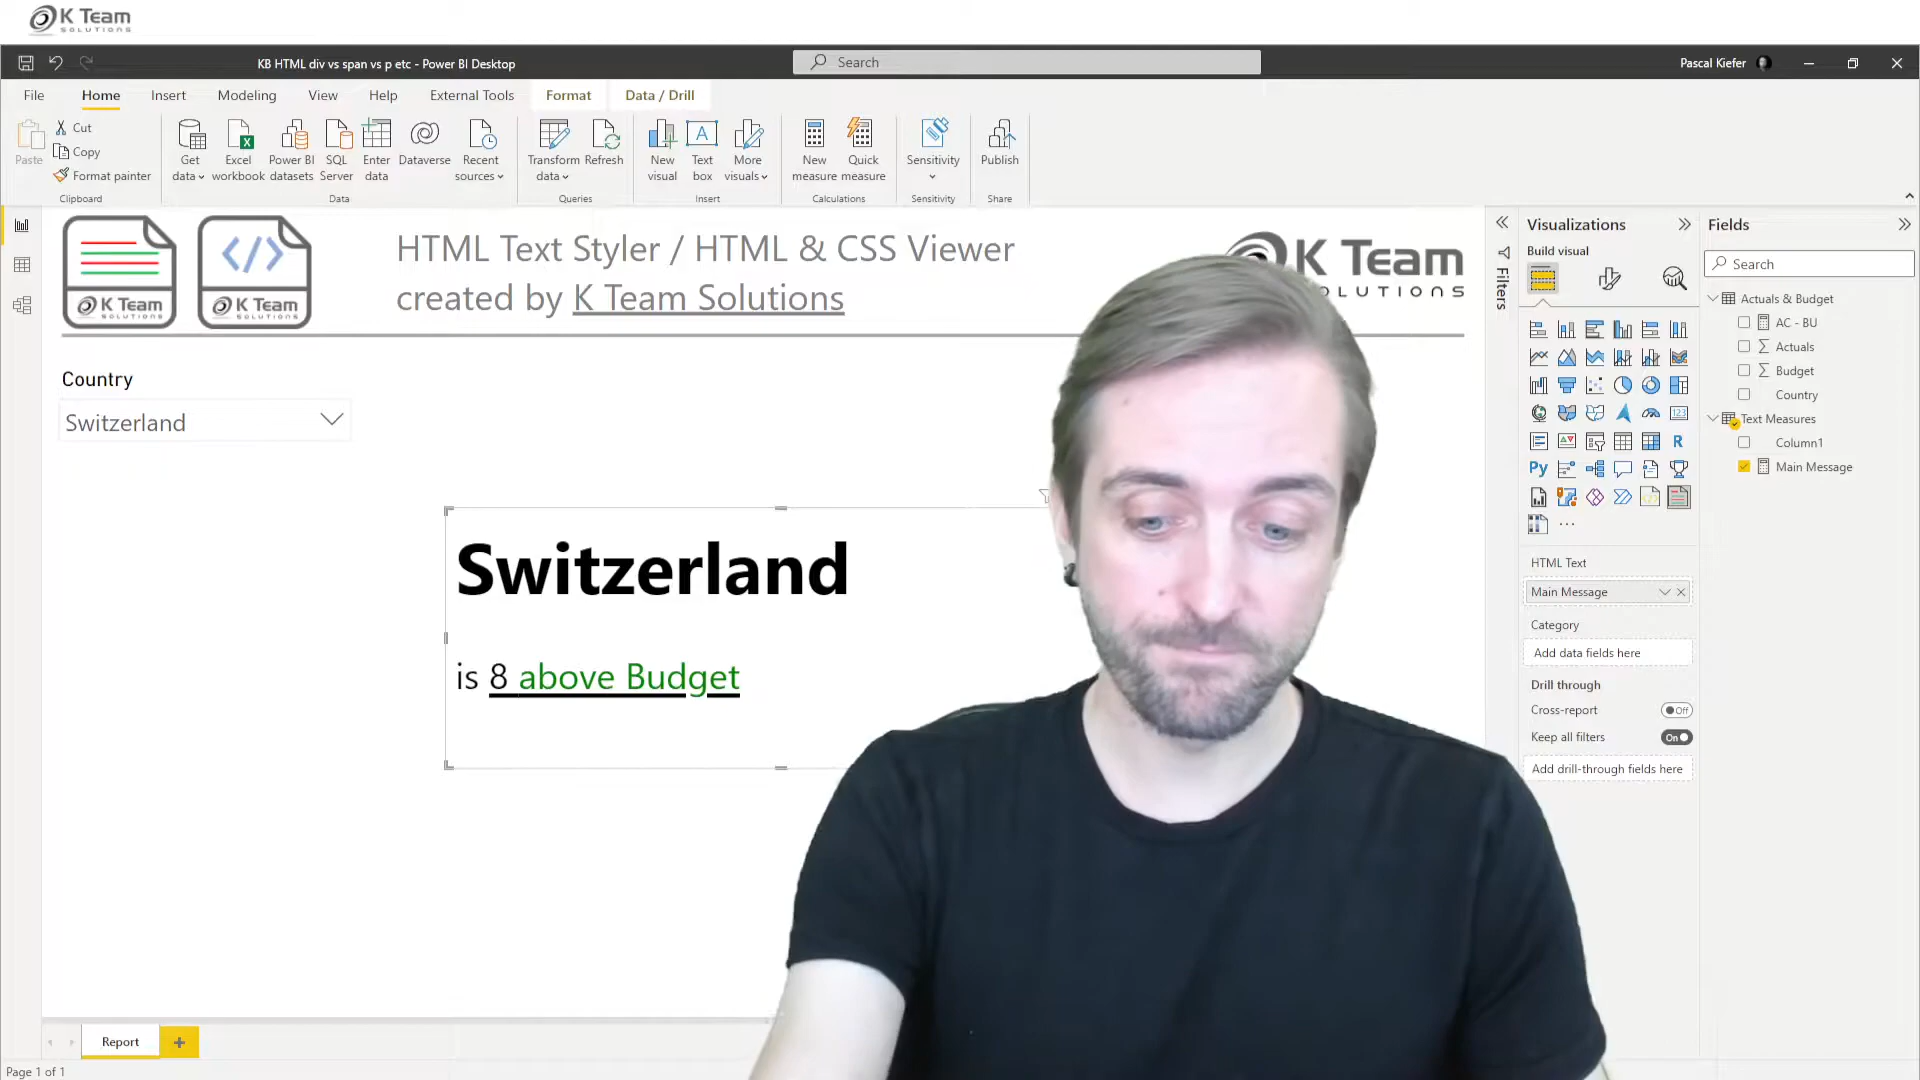 K Team
SOLUTIONS
KB HTML div vs span vs p etc - Power BI Desktop
Search
Pascal Kiefer
File
Home
Insert
Modeling
View
Help
External Tools
Format
Data / Drill
Paste
Cut
Copy
Format painter
Clipboard
Get
data
Excel
workbook
Power BI
datasets
SQL
Server
Enter
data
Dataverse
Recent
sources
Data
Transform
data
Refresh
Queries
New
visual
A
Text
box
More
visuals
Insert
New
measure
Quick
measure
Calculations
Sensitivity
Sensitivity
Publish
Share
K Team
SOLUTIONS
</>
K Team
SOLUTIONS
HTML Text Styler / HTML & CSS Viewer
created by K Team Solutions
K Team
OLUTIONS
Country
Switzerland
Switzerland
is 8 above Budget
Filters
Visualizations
Build visual
123
R
Py
HTML Text
Main Message
Category
Add data fields here
Drill through
Cross-report
Off
Keep all filters
On
Add drill-through fields here
Fields
Search
Actuals & Budget
AC - BU
Actuals
Budget
Country
Text Measures
Column1
Main Message
Report
Page 1 of 1